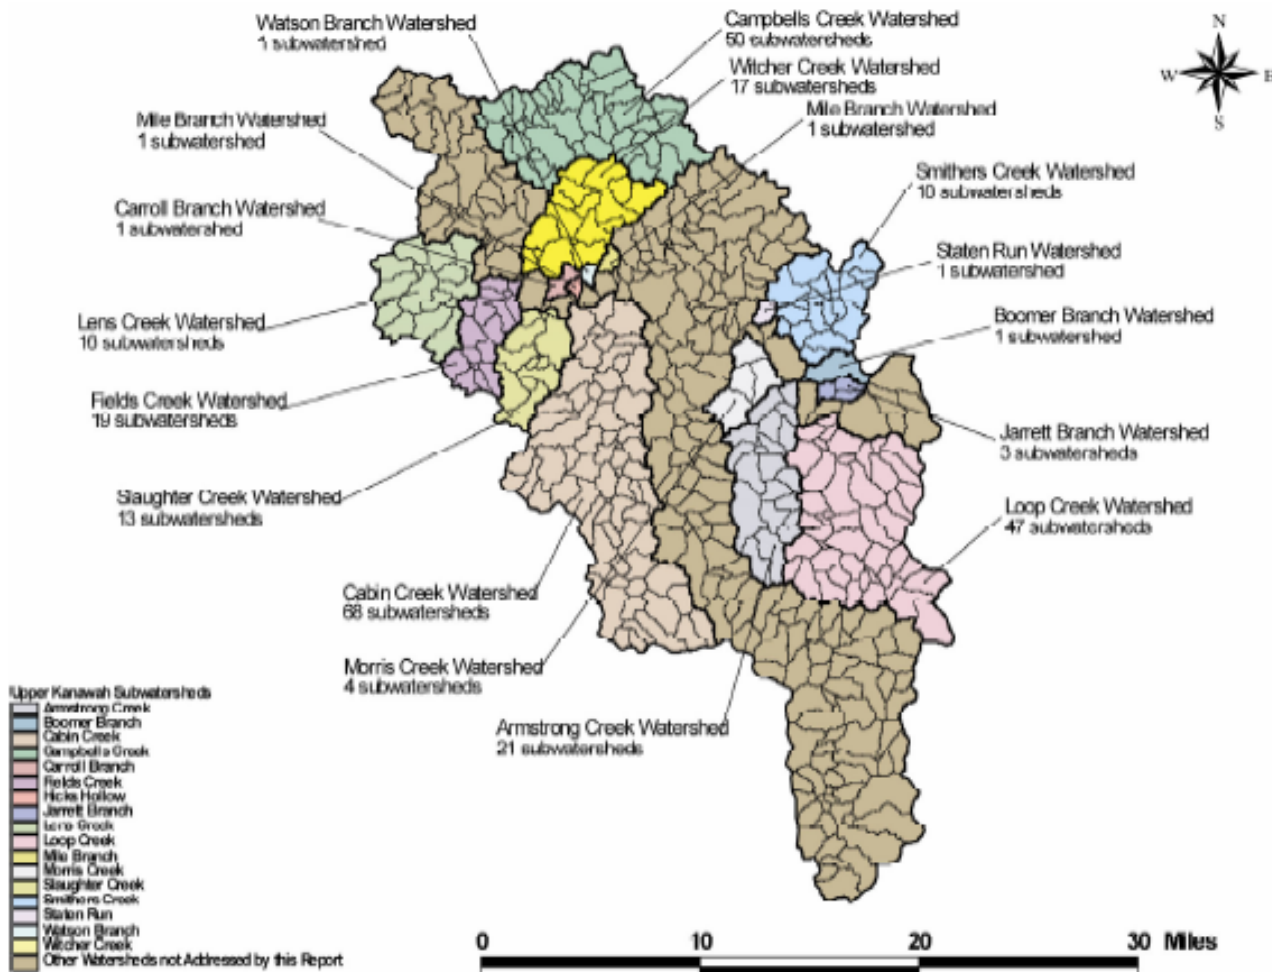 Watson Branch Watershed
1 subwatershed
Campbells Creek Watershed
50 subwatersheds
N
W
E
S
Witcher Creek Watershed
17 subwatersheds
Mile Branch Watershed
1 subwatershed
Mile Branch Watershed
1 subwatershed
Smithers Creek Watershed
10 subwatersheds
Carroll Branch Watershed
1 subwatershed
Staten Run Watershed
1 subwatershed
Lens Creek Watershed
10 subwatersheds
Boomer Branch Watershed
1 subwatershed
Fields Creek Watershed
19 subwatersheds
Jarrett Branch Watershed
3 subwatersheds
Slaughter Creek Watershed
13 subwatersheds
Loop Creek Watershed
47 subwatersheds
Cabin Creek Watershed
68 subwatersheds
Morris Creek Watershed
4 subwatersheds
Armstrong Creek Watershed
21 subwatersheds
Upper Kanawah Subwatersheds
Armstrong Creek
Boomer Branch
Cabin Creek
Campbells Creek
Carroll Branch
Fields Creek
Hicks Hollow
Jarrett Branch
Lens Creek
Loop Creek
Mile Branch
Morris Creek
Slaughter Creek
Smithers Creek
Staten Run
Watson Branch
Witcher Creek
Other Watersheds not Addressed by this Report
0 10 20 30 Miles